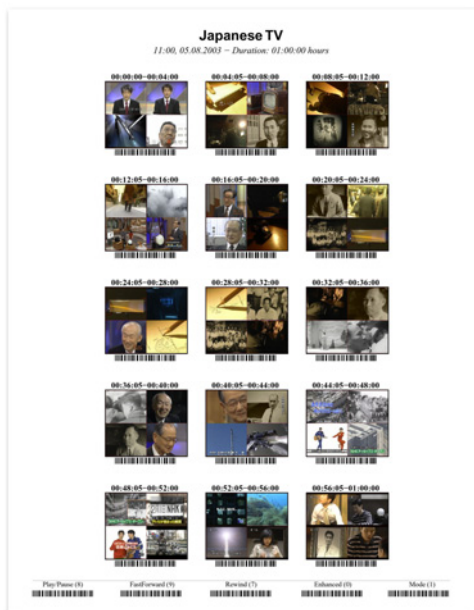 Japanese TV
11:00, 05.08.2003 − Duration: 01:00:00 hours
00:00:00−00:04:00 00:04:05−00:08:00 00:08:05−00:12:00
00:12:05−00:16:00 00:16:05−00:20:00 00:20:05−00:24:00
00:24:05−00:28:00 00:28:05−00:32:00 00:32:05−00:36:00
00:36:05−00:40:00 00:40:05−00:44:00 00:44:05−00:48:00
00:48:05−00:52:00 00:52:05−00:56:00 00:56:05−01:00:00
NHK
Play/Pause (8) FastForward (9) Rewind (7) Enhanced (0) Mode (1)